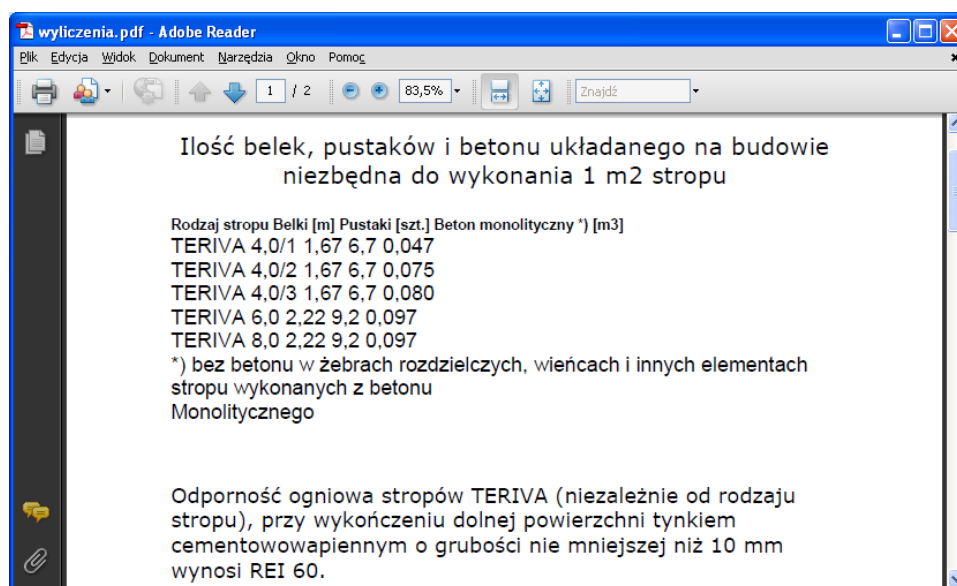 wyliczenia.pdf - Adobe Reader
Plik Edycja Widok Dokument Narzędzia Okno Pomoc
1 / 2 83,5% Znajdź
Ilość belek, pustaków i betonu układanego na budowie
niezbędna do wykonania 1 m2 stropu
Rodzaj stropu Belki [m] Pustaki [szt.] Beton monolityczny *) [m3]
TERIVA 4,0/1 1,67 6,7 0,047
TERIVA 4,0/2 1,67 6,7 0,075
TERIVA 4,0/3 1,67 6,7 0,080
TERIVA 6,0 2,22 9,2 0,097
TERIVA 8,0 2,22 9,2 0,097
*) bez betonu w żebrach rozdzielczych, wieńcach i innych elementach
stropu wykonanych z betonu
Monolitycznego
Odporność ogniowa stropów TERIVA (niezależnie od rodzaju
stropu), przy wykończeniu dolnej powierzchni tynkiem
cementowowapiennym o grubości nie mniejszej niż 10 mm
wynosi REI 60.